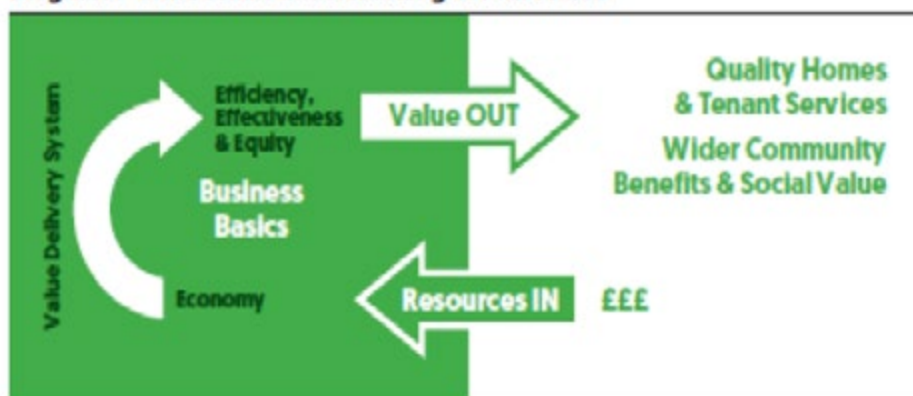 Value Delivery System
Efficiency,
Effectiveness
& Equity
Value OUT
Quality Homes
& Tenant Services
Wider Community
Benefits & Social Value
Business
Basics
Economy
Resources IN
£££